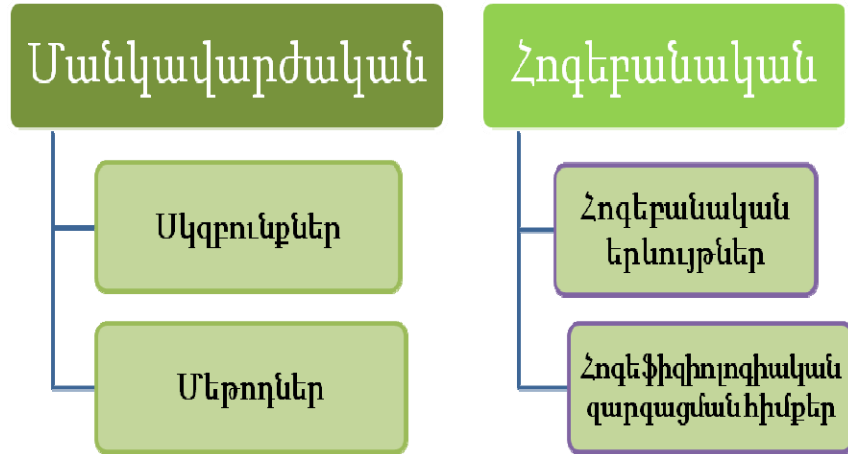 Մանկավարժական
Սկզբունքներ
Մեթոդներ
Հոգեբանական
Հոգեբանական
երևույթներ
Հոգեֆիզիոլոգիական
զարգացման հիմքեր